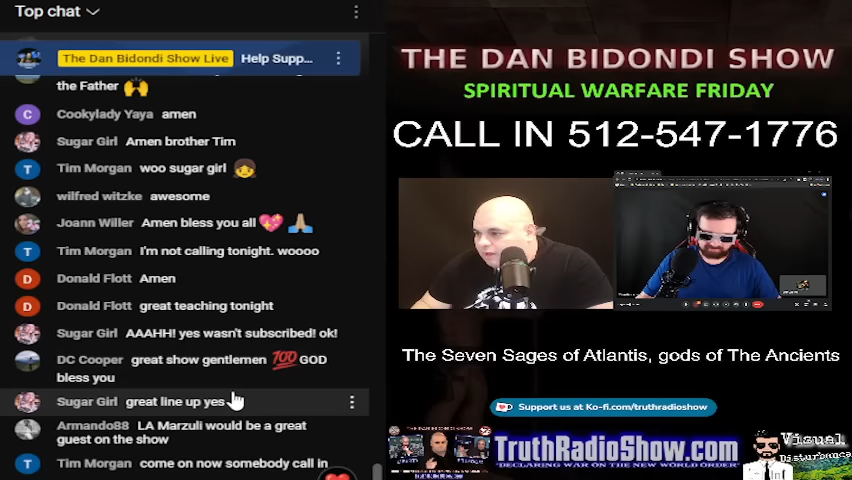 Top chat
The Dan Bidondi Show Live Help Supp...
the Father
Cookylady Yaya amen
Sugar Girl Amen brother Tim
Tim Morgan woo sugar girl
wilfred witzke awesome
Joann Willer Amen bless you all
Tim Morgan I'm not calling tonight. woooo
Donald Flott Amen
Donald Flott great teaching tonight
Sugar Girl AAAHH! yes wasn't subscribed! ok!
DC Cooper great show gentlemen 100 GOD
bless you
Sugar Girl great line up yes
Armando88 LA Marzuli would be a great
guest on the show
Tim Morgan come on now somebody call in
THE DAN BIDONDI SHOW
SPIRITUAL WARFARE FRIDAY
CALL IN 512-547-1776
The Seven Sages of Atlantis, gods of The Ancients
Support us at Ko-fi.com/truthradioshow
TruthRadioShow.com
"DECLARING WAR ON THE NEW WORLD ORDER"
Visual
Disturbance